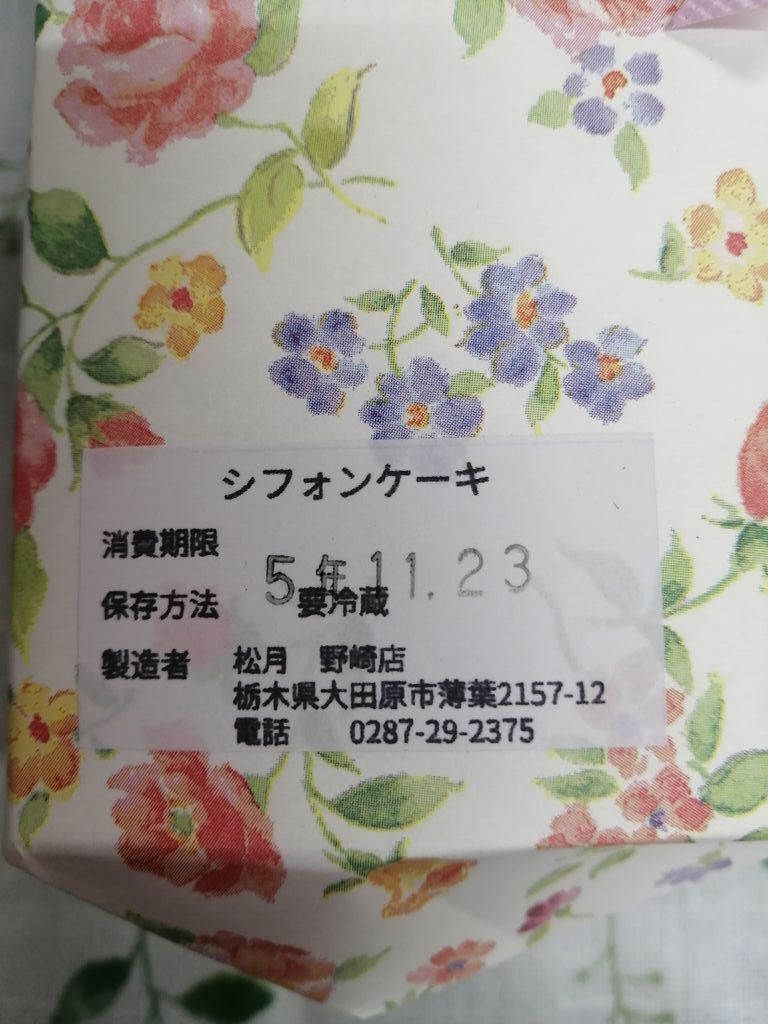 シフォンケーキ
消費期限 5年11.23
保存方法 要冷蔵
製造者 松月 野崎店
栃木県大田原市薄葉2157-12
電話 0287-29-2375